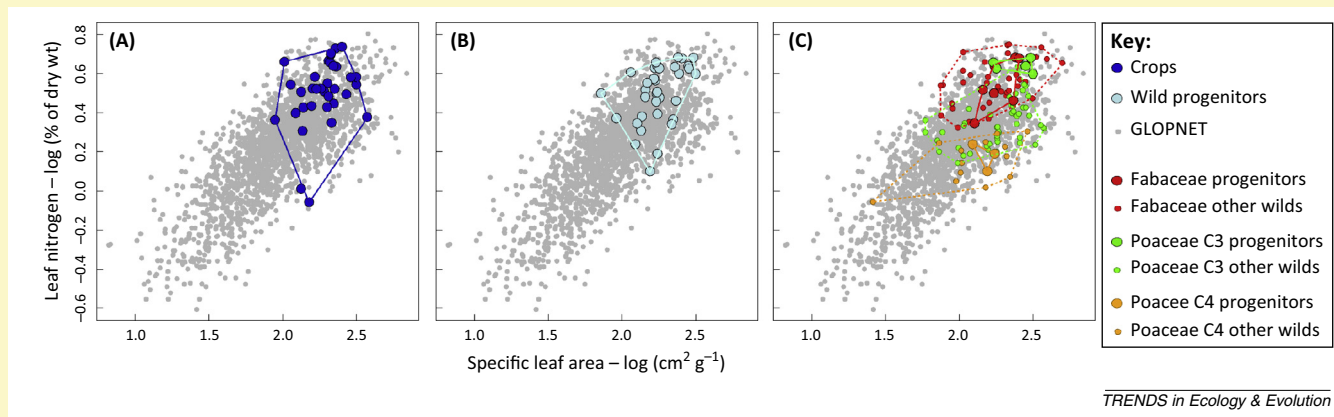 (A)
(B)
(C)
Leaf nitrogen – log (% of dry wt)
0.8
0.6
0.4
0.2
0.0
−0.2
−0.4
−0.6
1.0 1.5 2.0 2.5
1.0 1.5 2.0 2.5
1.0 1.5 2.0 2.5
Specific leaf area – log (cm² g⁻¹)
Key:
Crops
Wild progenitors
GLOPNET
Fabaceae progenitors
Fabaceae other wilds
Poaceae C3 progenitors
Poaceae C3 other wilds
Poacee C4 progenitors
Poaceae C4 other wilds
TRENDS in Ecology & Evolution